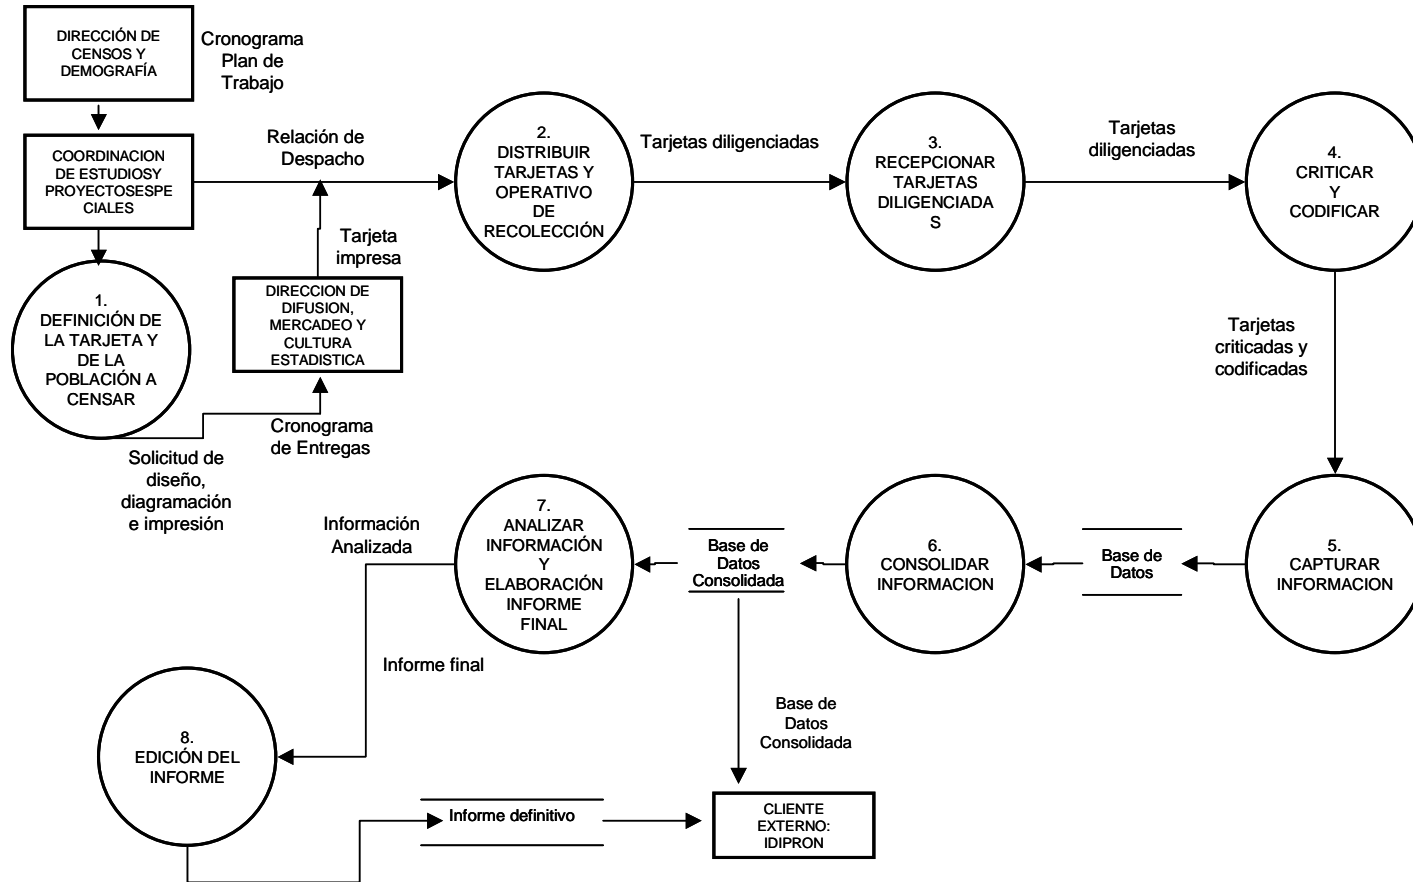 DIRECCIÓN DE
CENSOS Y
DEMOGRAFÍA
Cronograma
Plan de
Trabajo
COORDINACION
DE ESTUDIOSY
PROYECTOSESPE
CIALES
Relación de
Despacho
2.
DISTRIBUIR
TARJETAS Y
OPERATIVO
DE
RECOLECCIÓN
Tarjetas diligenciadas
3.
RECEPCIONAR
TARJETAS
DILIGENCIADA
S
Tarjetas
diligenciadas
4.
CRITICAR
Y
CODIFICAR
Tarjeta
impresa
DIRECCION DE
DIFUSION,
MERCADEO Y
CULTURA
ESTADISTICA
1.
DEFINICIÓN DE
LA TARJETA Y
DE LA
POBLACIÓN A
CENSAR
Cronograma
de Entregas
Solicitud de
diseño,
diagramación
e impresión
Tarjetas
criticadas y
codificadas
5.
CAPTURAR
INFORMACION
Base de
Datos
6.
CONSOLIDAR
INFORMACION
Base de
Datos
Consolidada
7.
ANALIZAR
INFORMACIÓN
Y
ELABORACIÓN
INFORME
FINAL
Información
Analizada
Informe final
Base de
Datos
Consolidada
8.
EDICIÓN DEL
INFORME
Informe definitivo
CLIENTE
EXTERNO:
IDIPRON